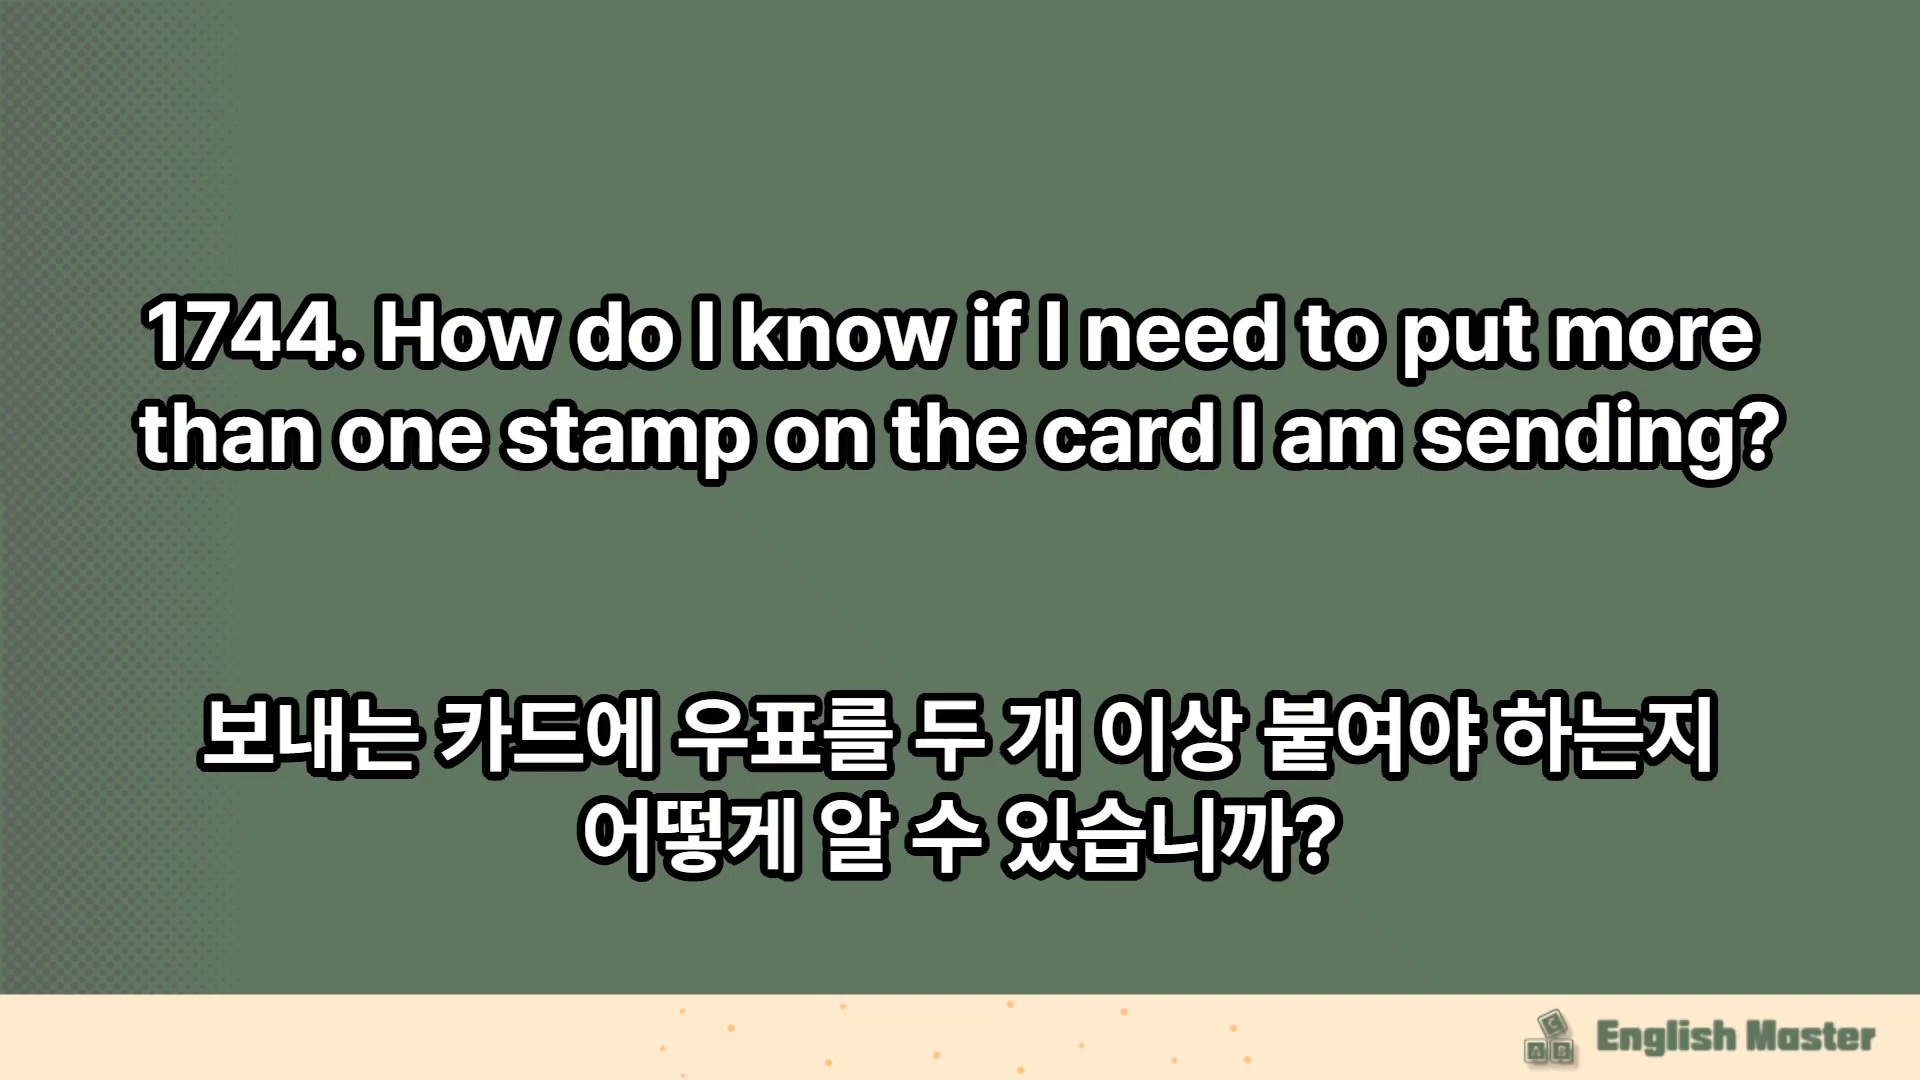 1744. How do I know if I need to put more
than one stamp on the card I am sending?
보내는 카드에 우표를 두 개 이상 붙여야 하는지
어떻게 알 수 있습니까?
C
A B
English Master